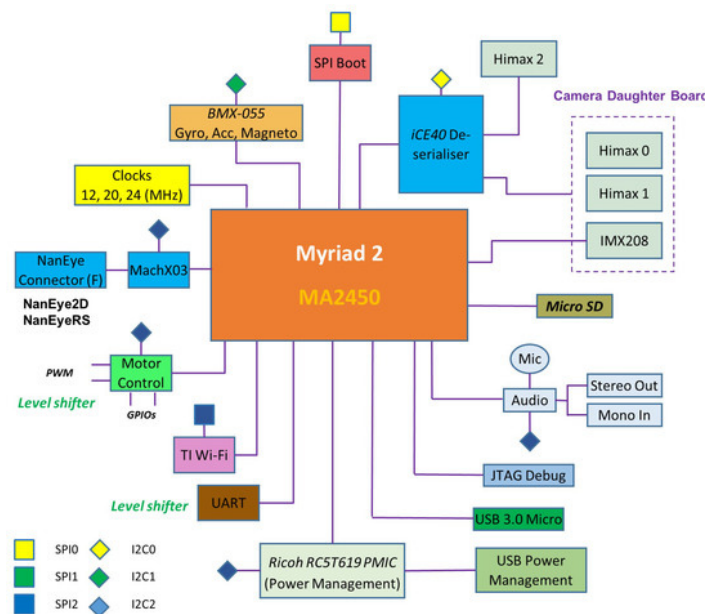 SPI Boot
Himax 2
BMX-055
Gyro, Acc, Magneto
iCE40 De-
serialiser
Camera Daughter Board
Himax 0
Himax 1
IMX208
Clocks
12, 20, 24 (MHz)
Myriad 2
MA2450
NanEye
Connector (F)
MachX03
NanEye2D
NanEyeRS
Micro SD
Motor
Control
PWM
Level shifter
GPIOs
Mic
Audio
Stereo Out
Mono In
TI Wi-Fi
JTAG Debug
Level shifter
UART
USB 3.0 Micro
Ricoh RC5T619 PMIC
(Power Management)
USB Power
Management
SPI0
I2C0
SPI1
I2C1
SPI2
I2C2